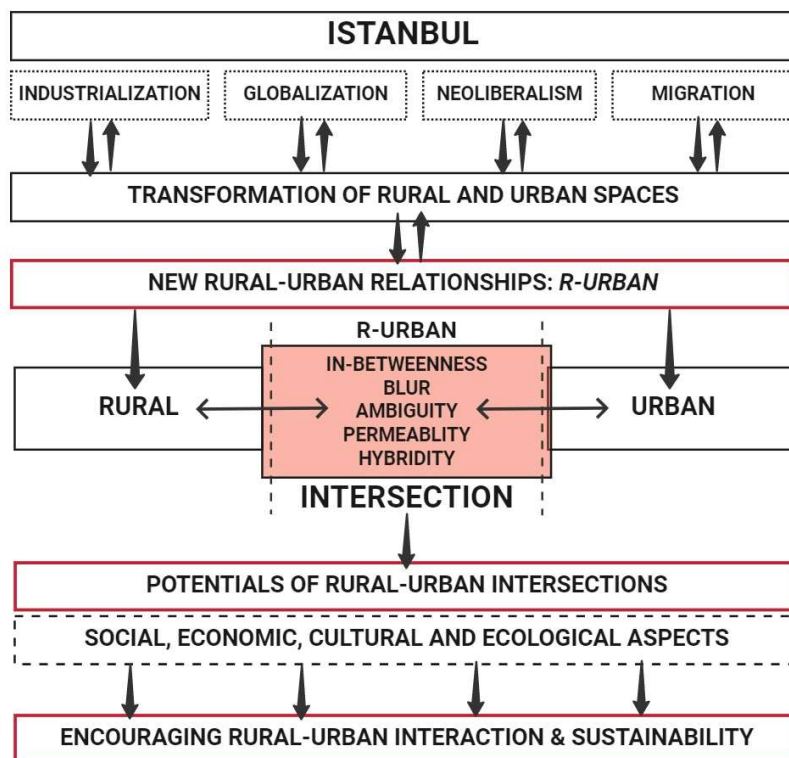 ISTANBUL
INDUSTRIALIZATION
GLOBALIZATION
NEOLIBERALISM
MIGRATION
TRANSFORMATION OF RURAL AND URBAN SPACES
NEW RURAL-URBAN RELATIONSHIPS: R-URBAN
R-URBAN
RURAL
IN-BETWEENNESS
BLUR
AMBIGUITY
PERMEABLITY
HYBRIDITY
URBAN
INTERSECTION
POTENTIALS OF RURAL-URBAN INTERSECTIONS
SOCIAL, ECONOMIC, CULTURAL AND ECOLOGICAL ASPECTS
ENCOURAGING RURAL-URBAN INTERACTION & SUSTAINABILITY